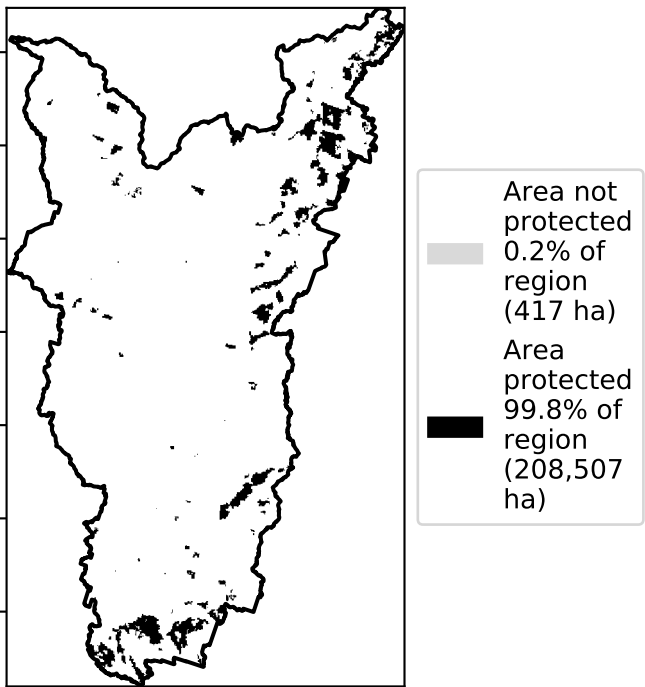 Area not
protected
0.2% of
region
(417 ha)
Area
protected
99.8% of
region
(208,507
ha)